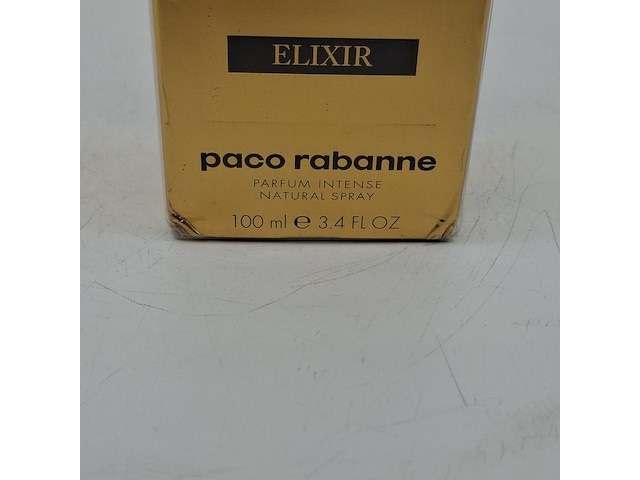 ELIXIR
paco rabanne
PARFUM INTENSE
NATURAL SPRAY
100 ml ℮ 3.4 FL OZ